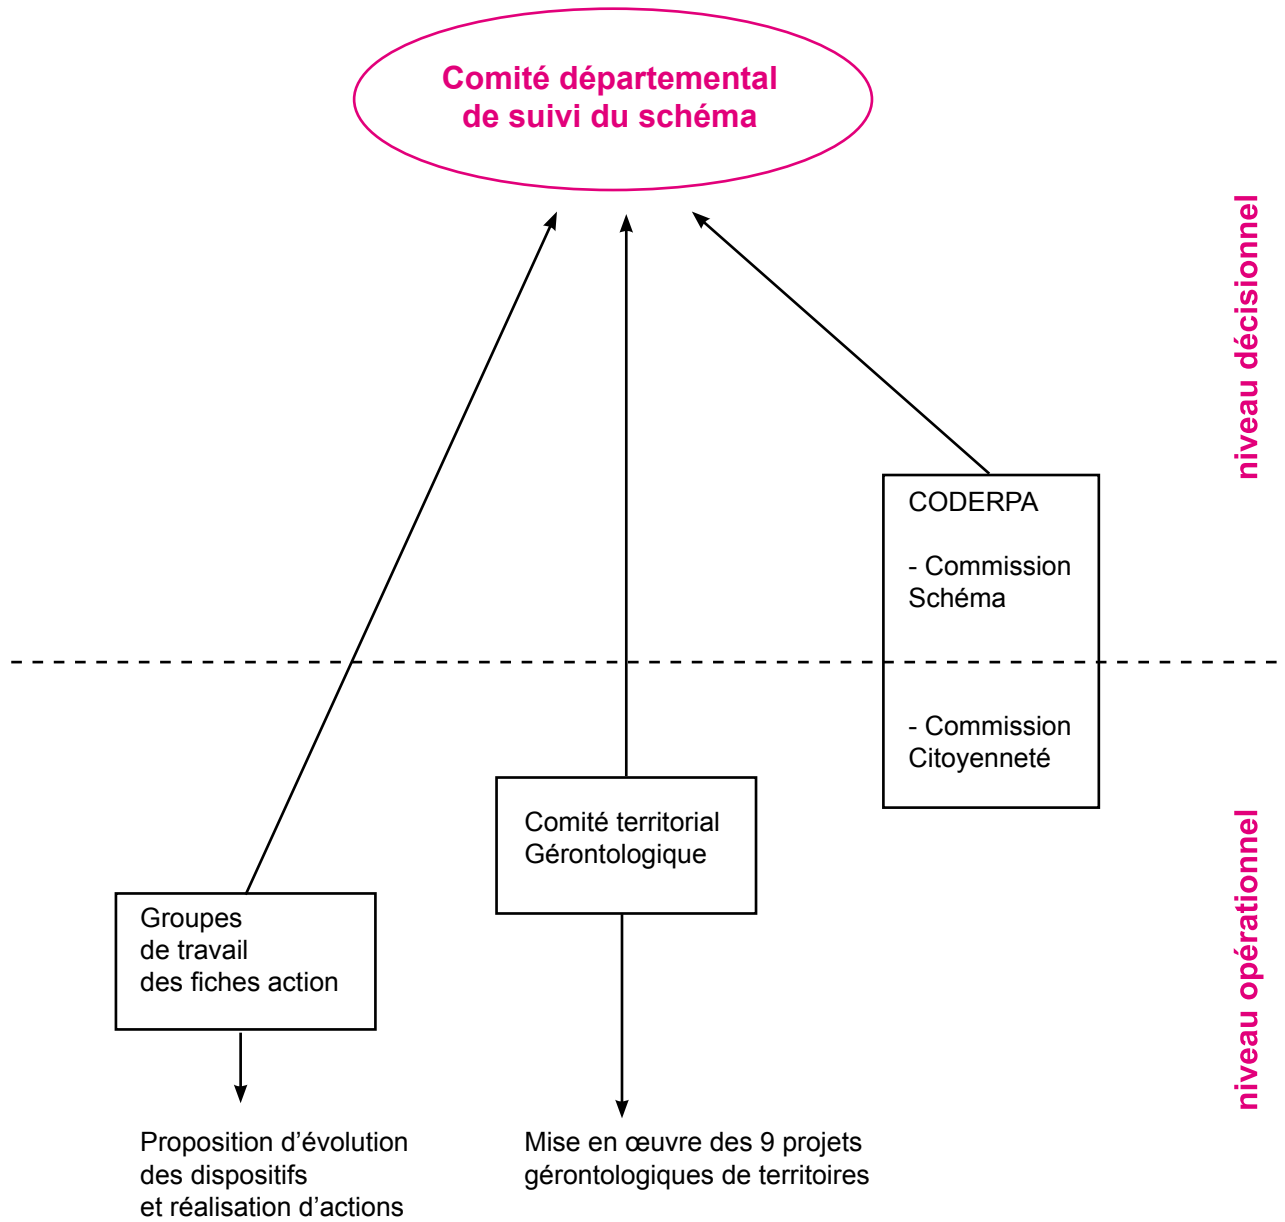 Comité départemental
de suivi du schéma
niveau décisionnel
CODERPA
- Commission
Schéma
- Commission
Citoyenneté
Comité territorial
Gérontologique
Groupes
de travail
des fiches action
niveau opérationnel
Proposition d’évolution
des dispositifs
et réalisation d’actions
Mise en œuvre des 9 projets
gérontologiques de territoires